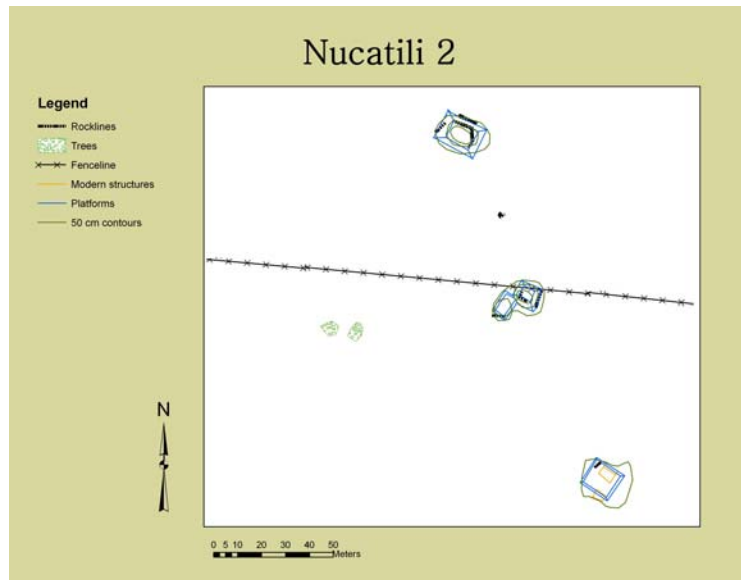 Nucatili 2
Legend
Rocklines
Trees
Fenceline
Modern structures
Platforms
50 cm contours
N
0 5 10 20 30 40 50
Meters